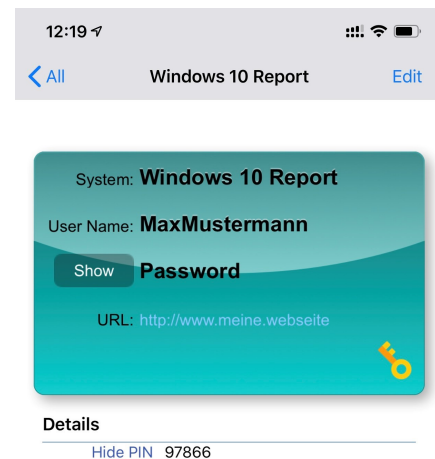 12:19
All Windows 10 Report Edit
System: Windows 10 Report
User Name: MaxMustermann
Show Password
URL: http://www.meine.webseite
Details
Hide PIN 97866